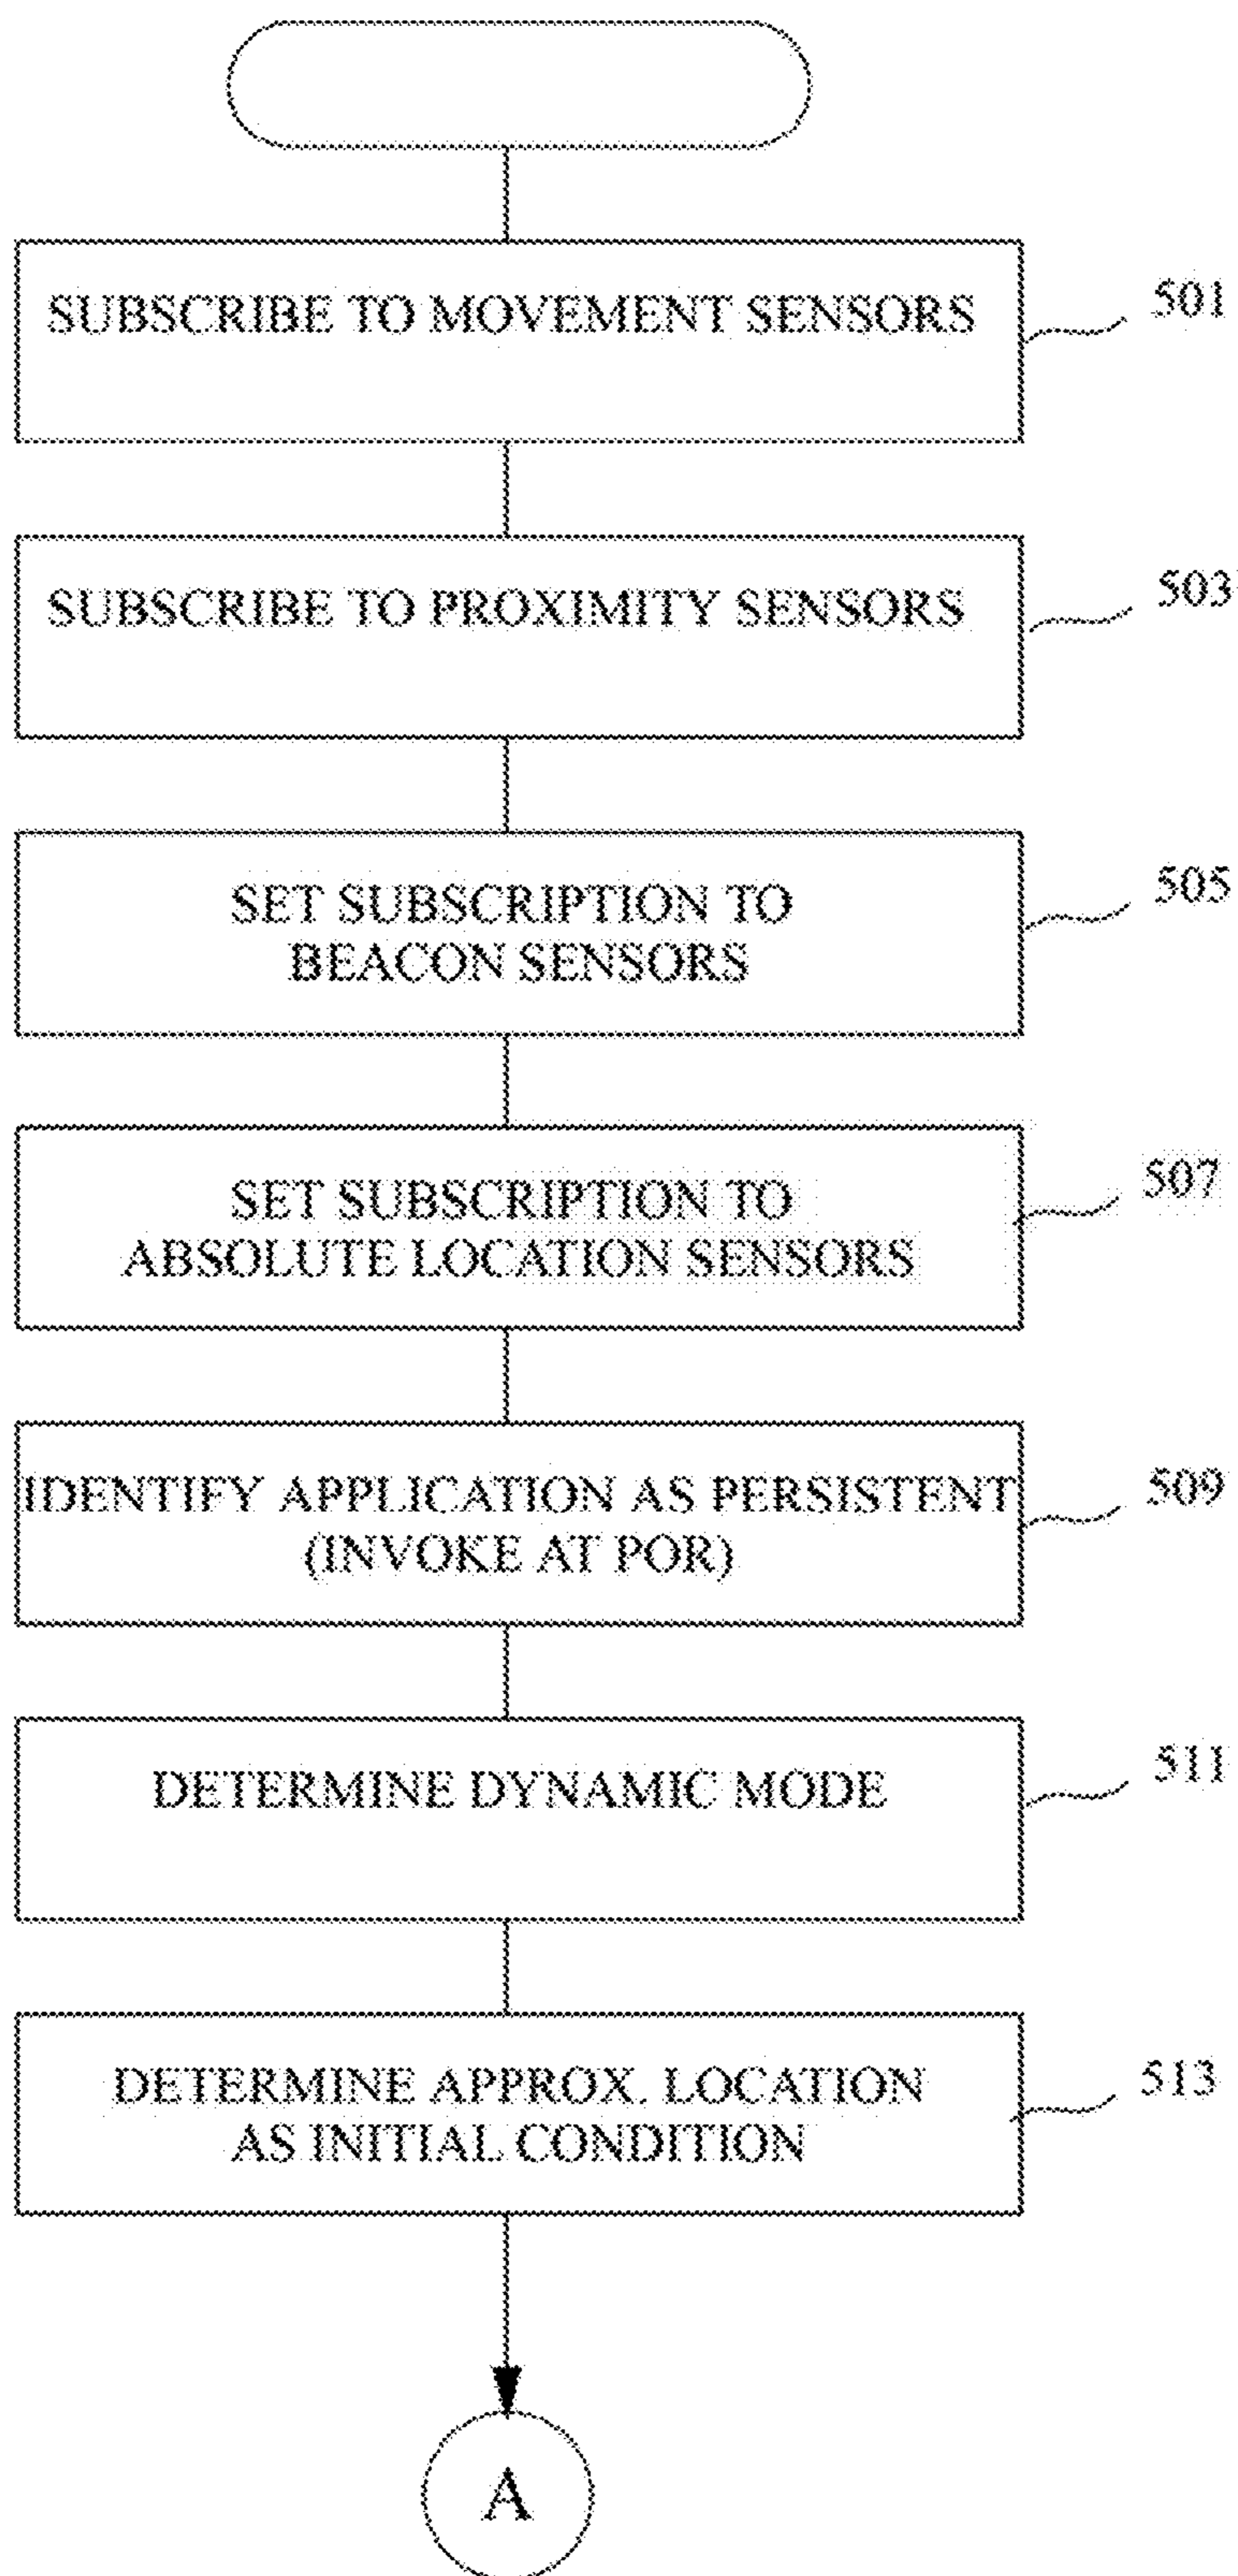 SUBSCRIBE TO MOVEMENT SENSORS
501
SUBSCRIBE TO PROXIMITY SENSORS
503
SET SUBSCRIPTION TO
BEACON SENSORS
505
SET SUBSCRIPTION TO
ABSOLUTE LOCATION SENSORS
507
IDENTIFY APPLICATION AS PERSISTENT
(INVOKE AT POR)
509
DETERMINE DYNAMIC MODE
511
DETERMINE APPROX. LOCATION
AS INITIAL CONDITION
513
A